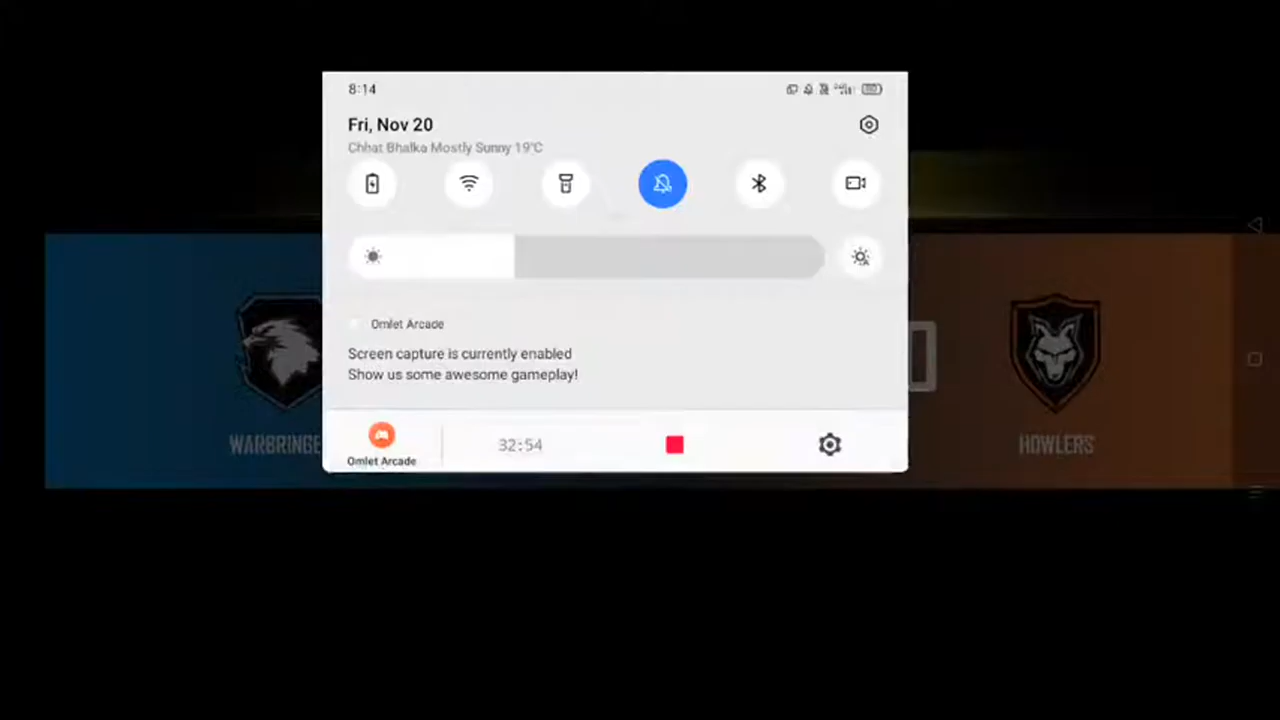 8:14
Fri, Nov 20
Chhat Bhalka Mostly Sunny 19°C
Omlet Arcade
Screen capture is currently enabled
Show us some awesome gameplay!
WARBRINGE
HOWLERS
32:54
Omlet Arcade